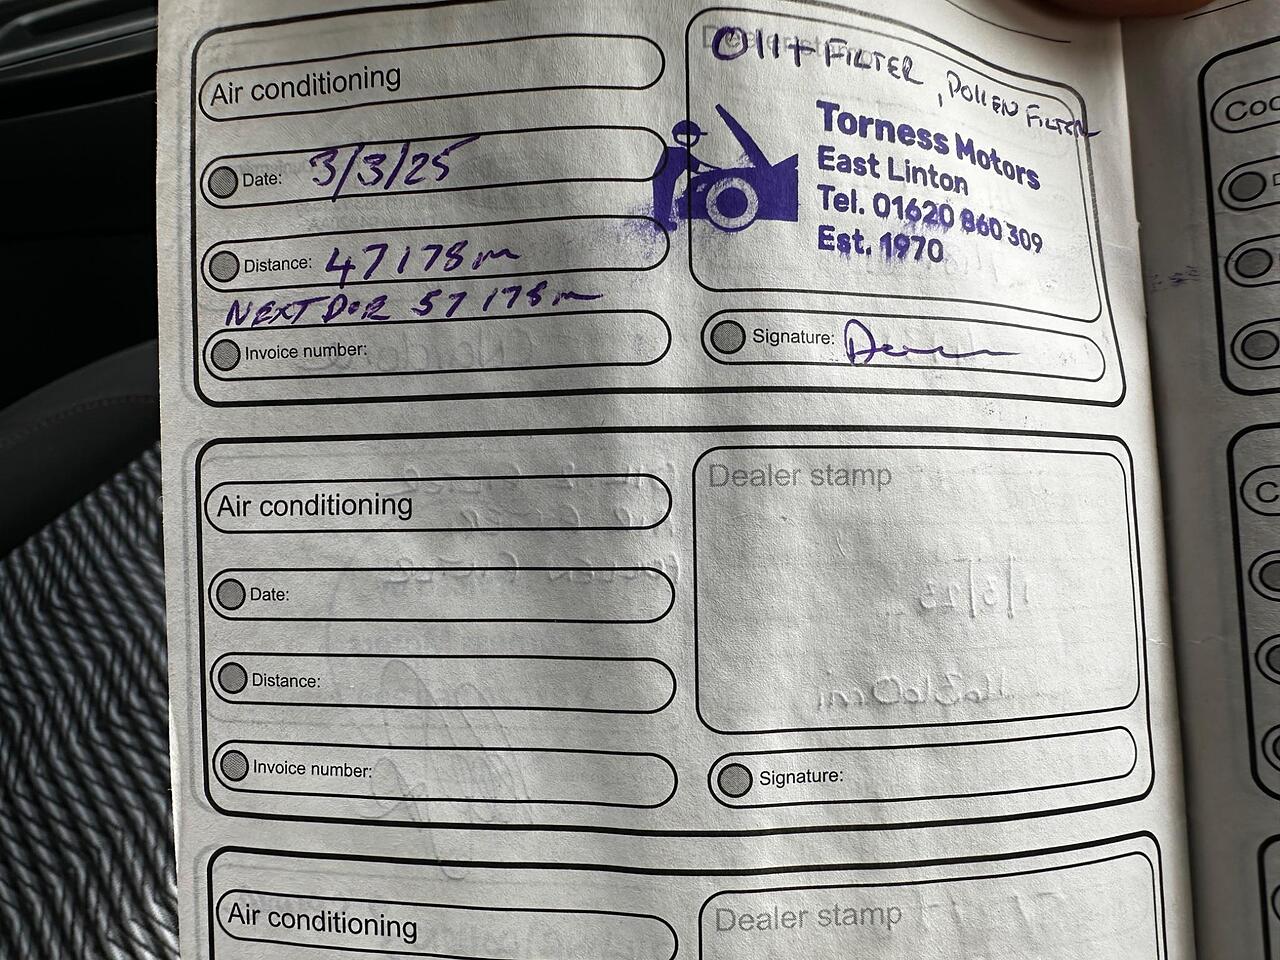 Air conditioning
Date: 3/3/25
Distance: 47178m
NEXT DUE 57178m
Invoice number:
Oil + FILTER, POLLEN FILTER
Torness Motors
East Linton
Tel. 01620 860 309
Est. 1970
Signature:
Air conditioning
Date:
Distance:
Invoice number:
Dealer stamp
Signature:
Air conditioning
Dealer stamp